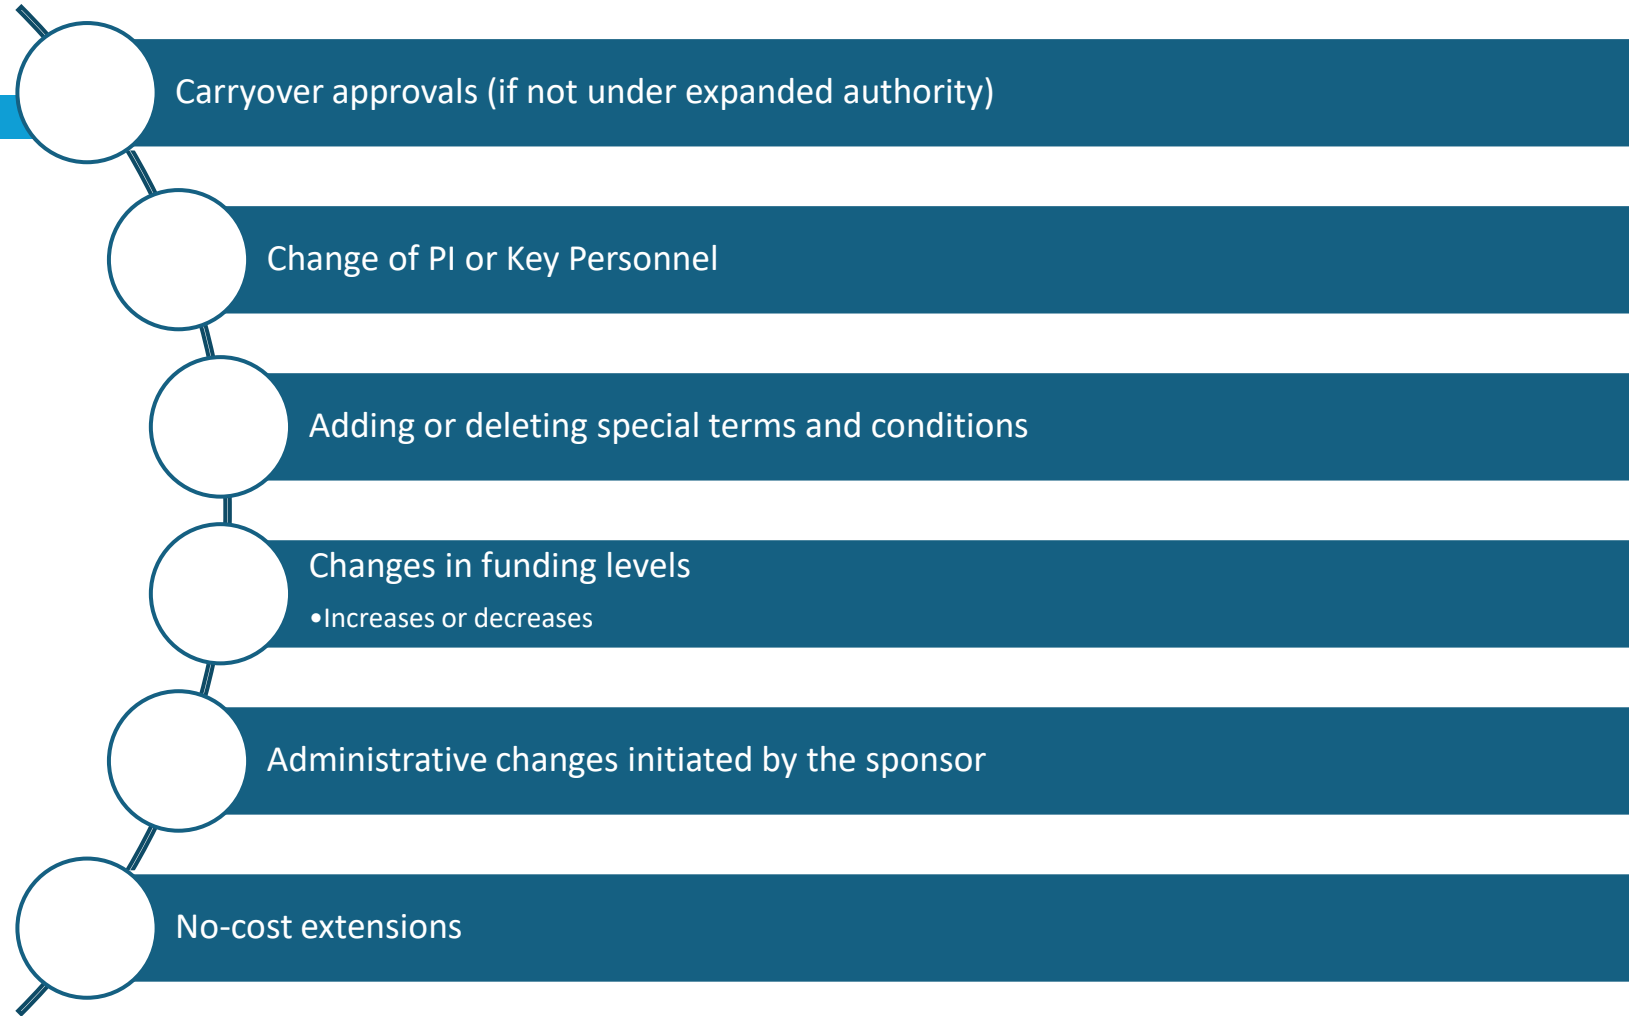 Carryover approvals (if not under expanded authority)
Change of PI or Key Personnel
Adding or deleting special terms and conditions
Changes in funding levels
•Increases or decreases
Administrative changes initiated by the sponsor
No-cost extensions